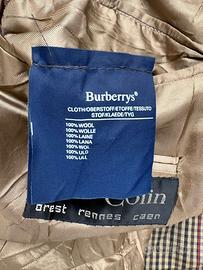 Burberrys®
CLOTH/OBERSTOFF/ETOFFE/TESSUTO
STOF/KLAEDE/TYG
100% WOOL
100% WOLLE
100% LAINE
100% LANA
100% WOL
100% ULD
100% ULL
Colin
brest rennes caen